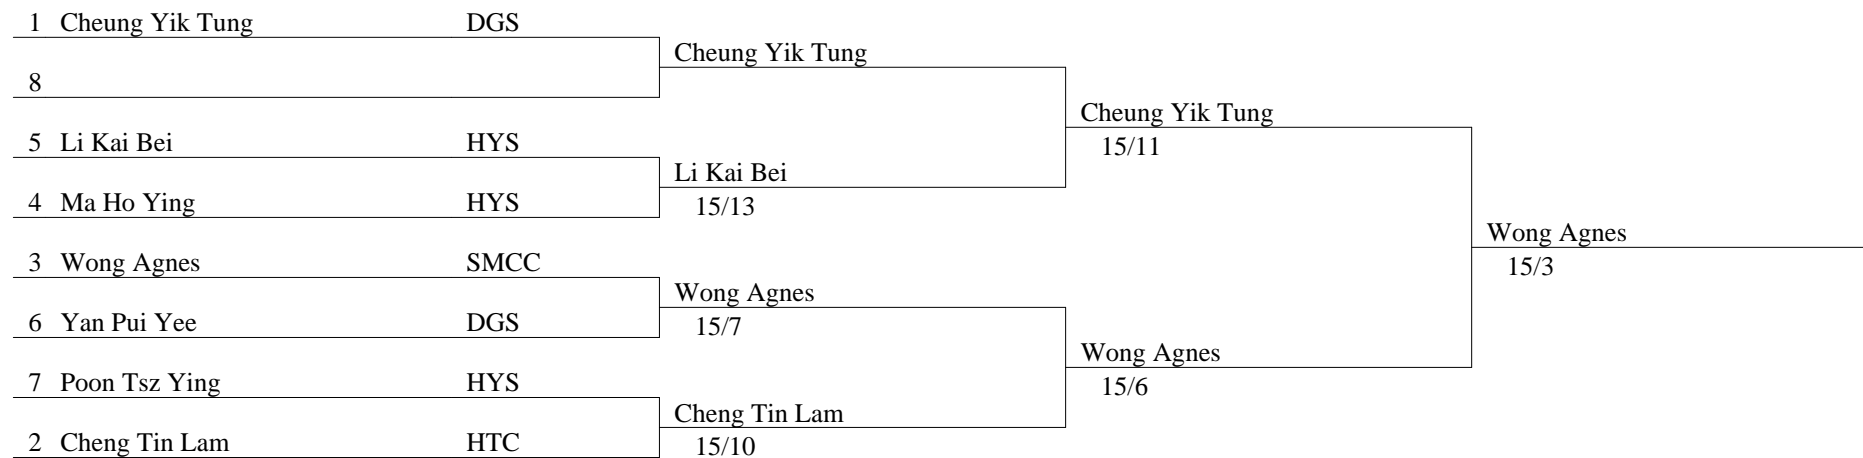 1 Cheung Yik Tung DGS
Cheung Yik Tung
8
Cheung Yik Tung
5 Li Kai Bei HYS
15/11
Li Kai Bei
4 Ma Ho Ying HYS
15/13
Wong Agnes
3 Wong Agnes SMCC
15/3
Wong Agnes
6 Yan Pui Yee DGS
15/7
Wong Agnes
7 Poon Tsz Ying HYS
15/6
Cheng Tin Lam
2 Cheng Tin Lam HTC
15/10